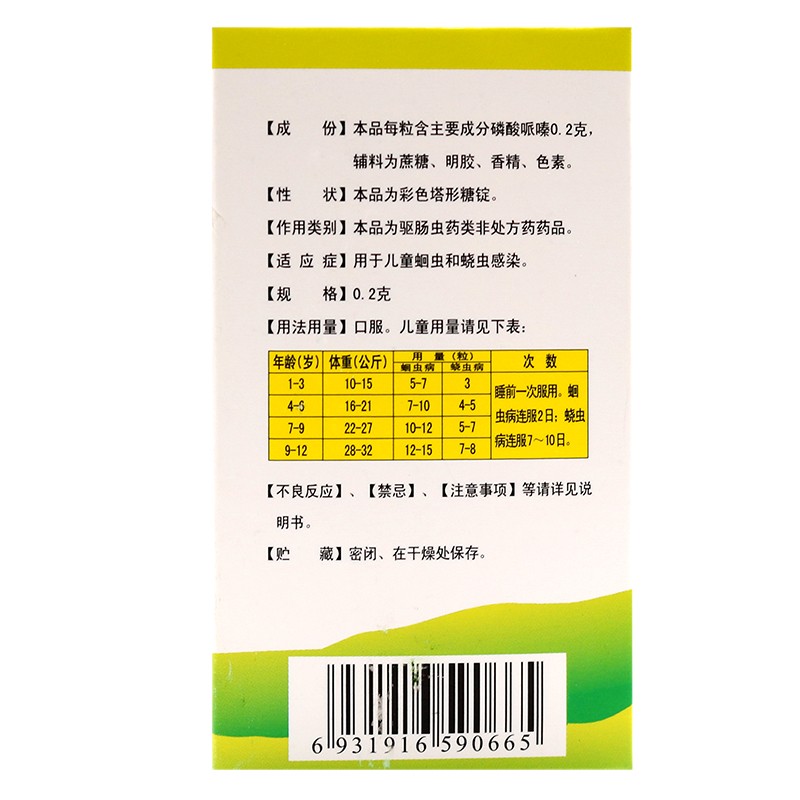 【成　　份】本品每粒含主要成分磷酸哌嗪0.2克，
辅料为蔗糖、明胶、香精、色素。
【性　　状】本品为彩色塔形糖锭。
【作用类别】本品为驱肠虫药类非处方药药品。
【适 应 症】用于儿童蛔虫和蛲虫感染。
【规　　格】0.2克
【用法用量】口服。儿童用量请见下表：
年龄(岁) 体重(公斤) 用 量 (粒) 次 数
蛔虫病 蛲虫病
1-3 10-15 5-7 3
4-6 16-21 7-10 4-5
7-9 22-27 10-12 5-7
9-12 28-32 12-15 7-8
睡前一次服用。蛔
虫病连服2日；蛲虫
病连服7～10日。
【不良反应】、【禁忌】、【注意事项】等请详见说
明书。
【贮　　藏】密闭、在干燥处保存。
6 931916 590665